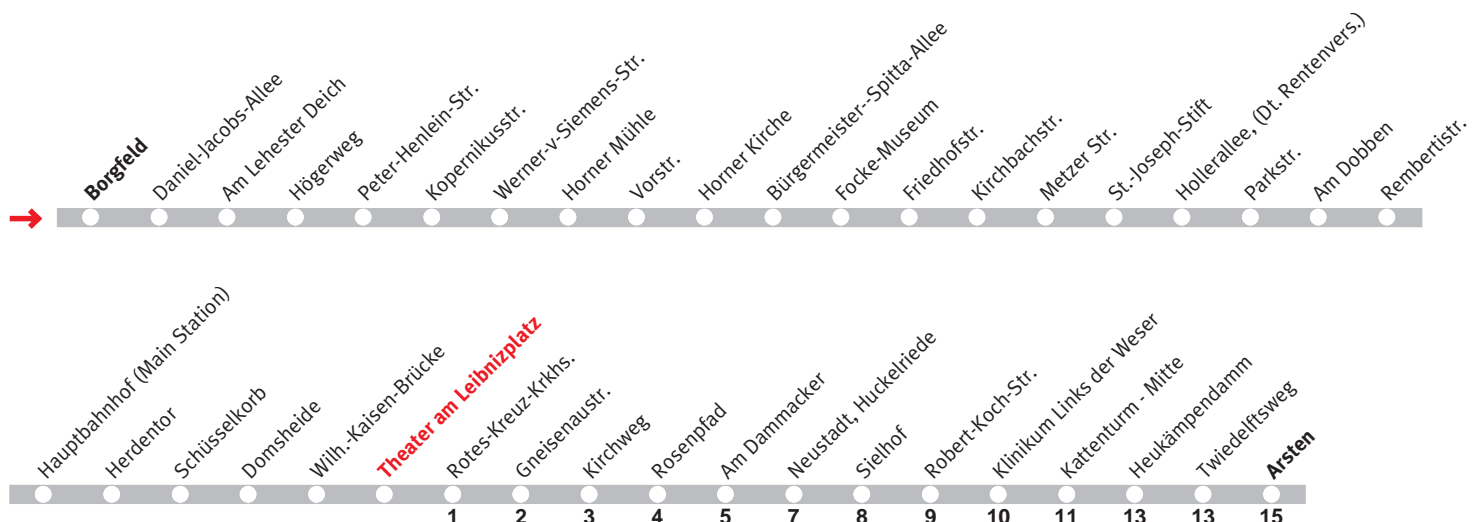 Borgfeld
Daniel-Jacobs-Allee
Am Lehester Deich
Högerweg
Peter-Henlein-Str.
Kopernikusstr.
Werner-v-Siemens-Str.
Horner Mühle
Vorstr.
Horner Kirche
Bürgermeister--Spitta-Allee
Focke-Museum
Friedhofstr.
Kirchbachstr.
Metzer Str.
St.-Joseph-Stift
Hollerallee, (Dt. Rentenvers.)
Parkstr.
Am Dobben
Rembertistr.
Hauptbahnhof (Main Station)
Herdentor
Schüsselkorb
Domsheide
Wilh.-Kaisen-Brücke
Theater am Leibnizplatz
Rotes-Kreuz-Krkhs.
Gneisenaustr.
Kirchweg
Rosenpfad
Am Dammacker
Neustadt, Huckelriede
Sielhof
Robert-Koch-Str.
Klinikum Links der Weser
Kattenturm - Mitte
Heukämpendamm
Twiedelftsweg
Arsten
1 2 3 4 5 7 8 9 10 11 13 13 15